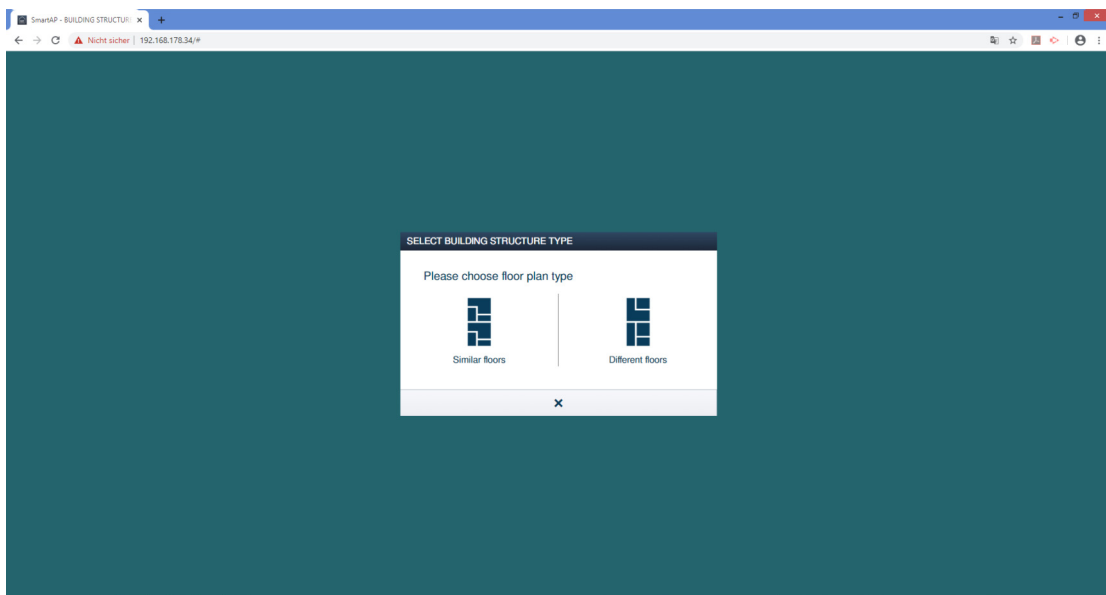 SmartAP - BUILDING STRUCTUR
Nicht sicher | 192.168.178.34/#
SELECT BUILDING STRUCTURE TYPE
Please choose floor plan type
Similar floors
Different floors